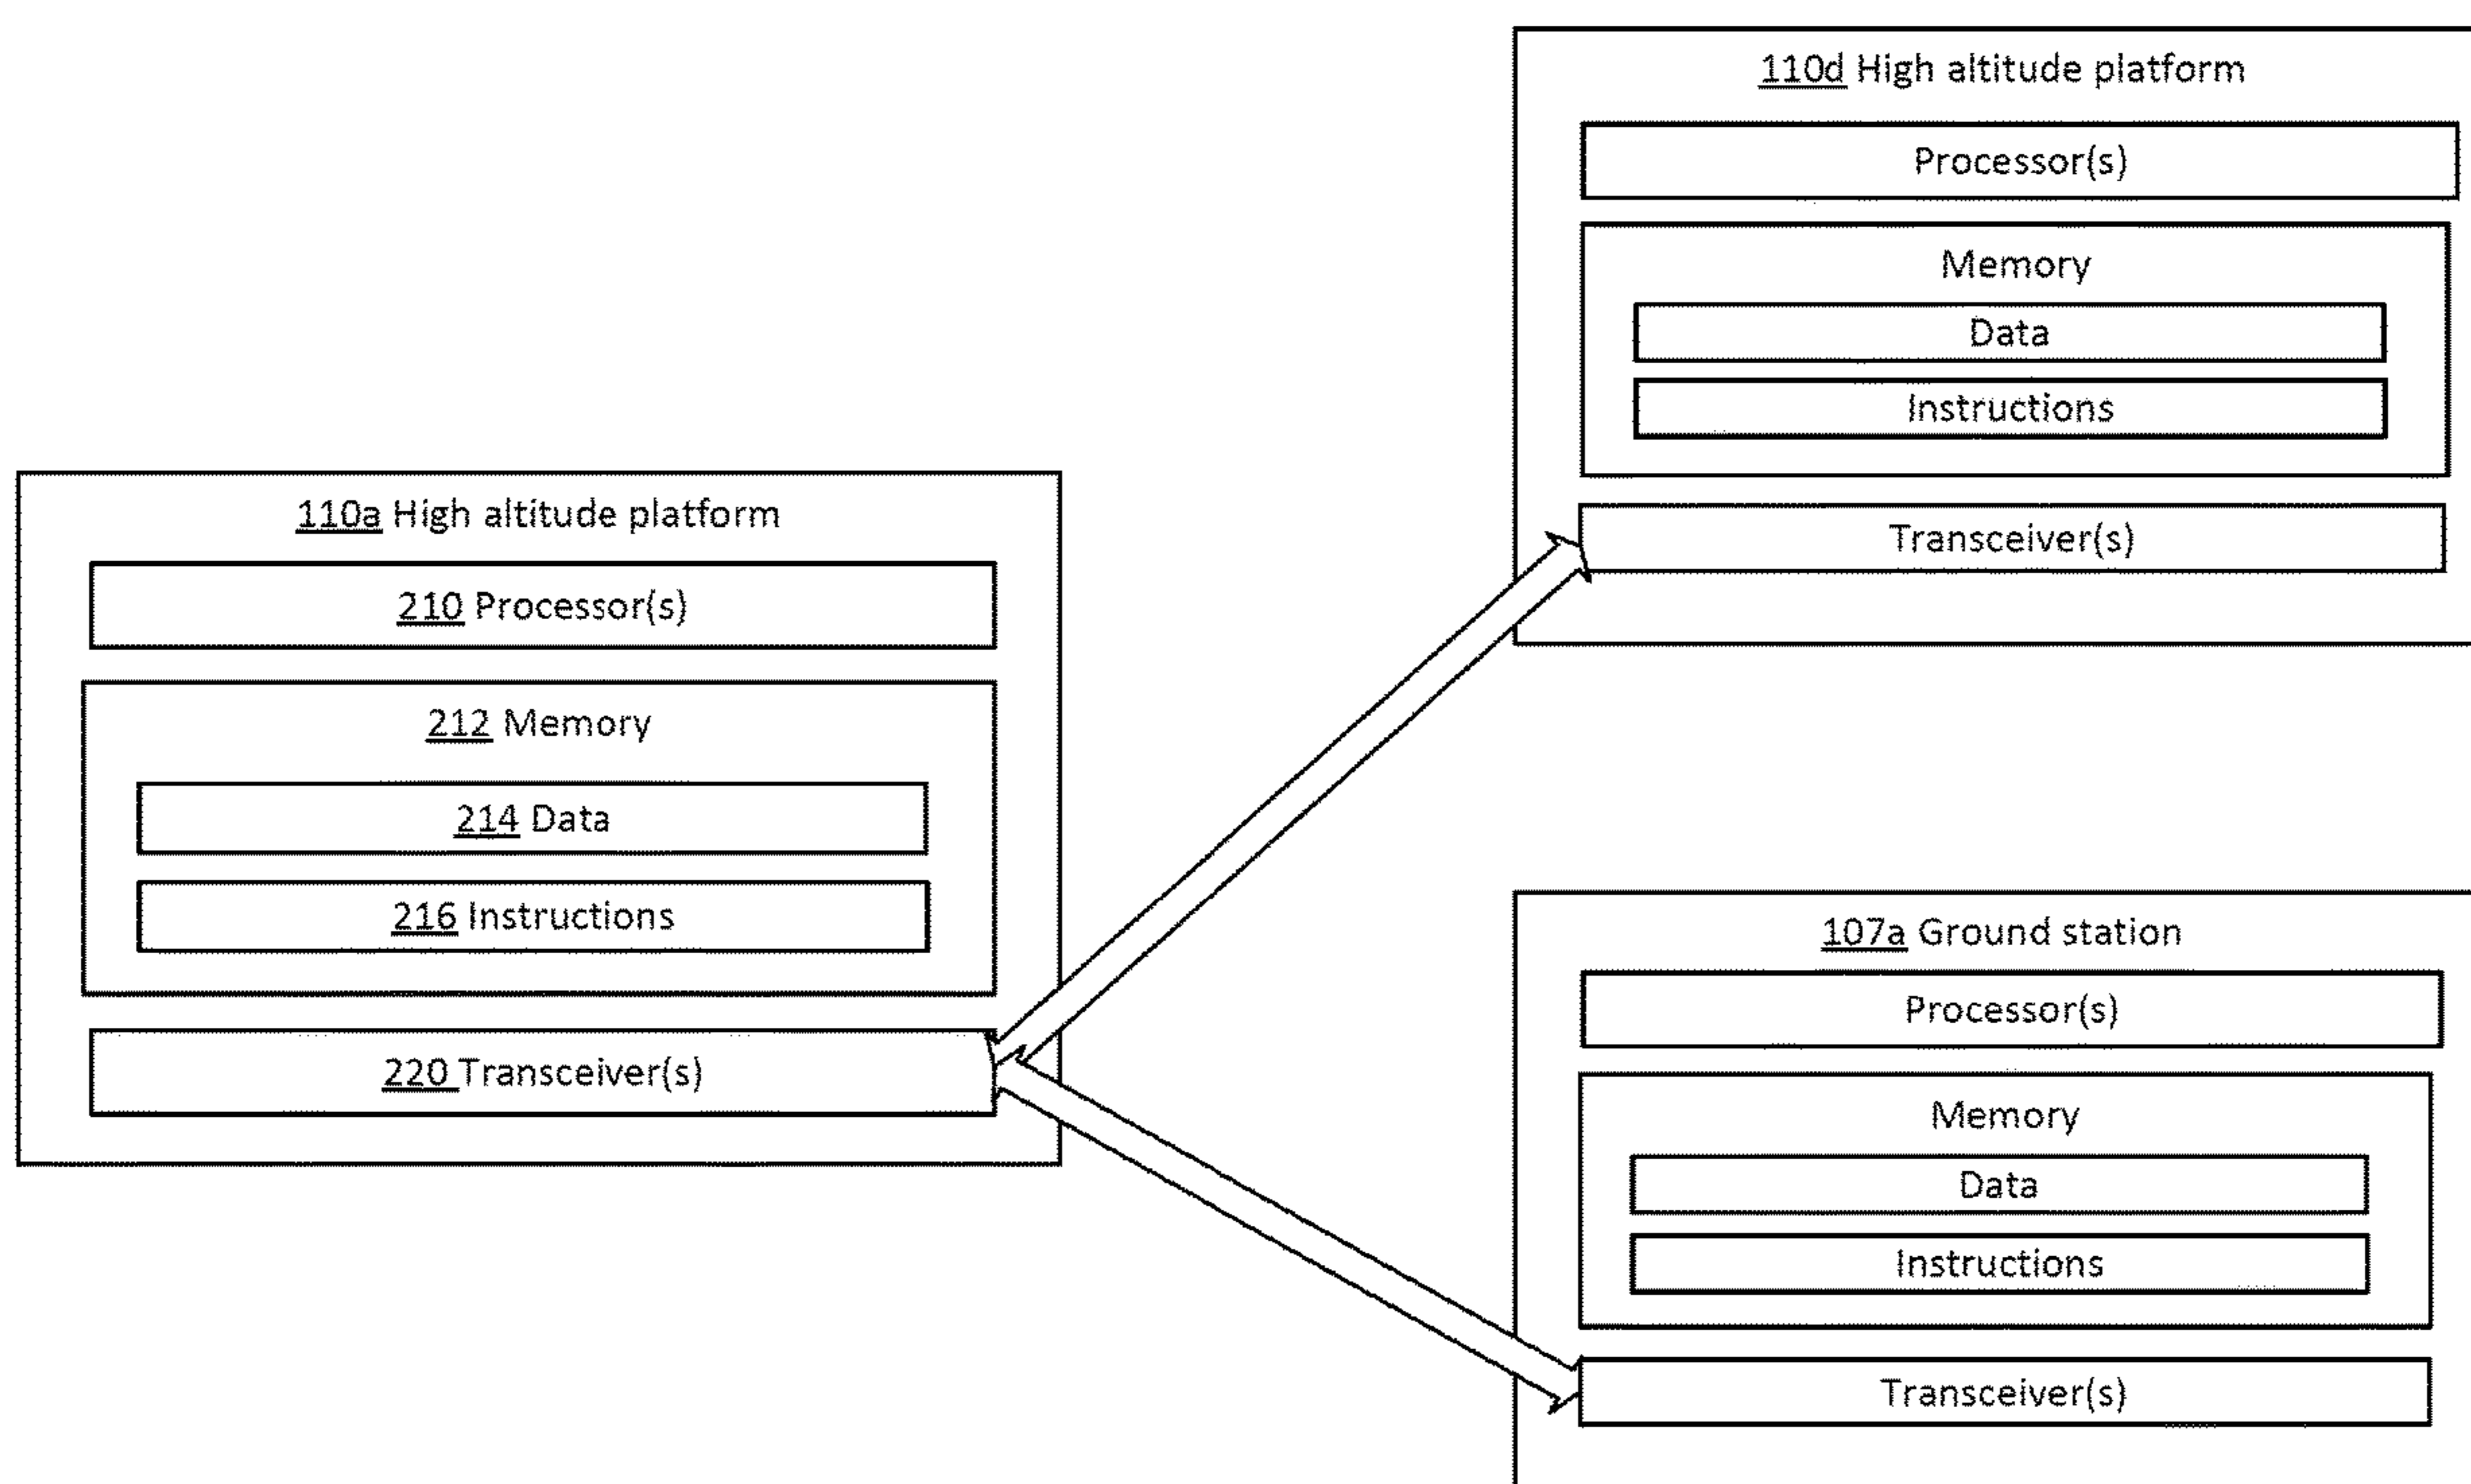 110a High altitude platform
210 Processor(s)
212 Memory
214 Data
216 Instructions
220 Transceiver(s)
110d High altitude platform
Processor(s)
Memory
Data
Instructions
Transceiver(s)
107a Ground station
Processor(s)
Memory
Data
Instructions
Transceiver(s)